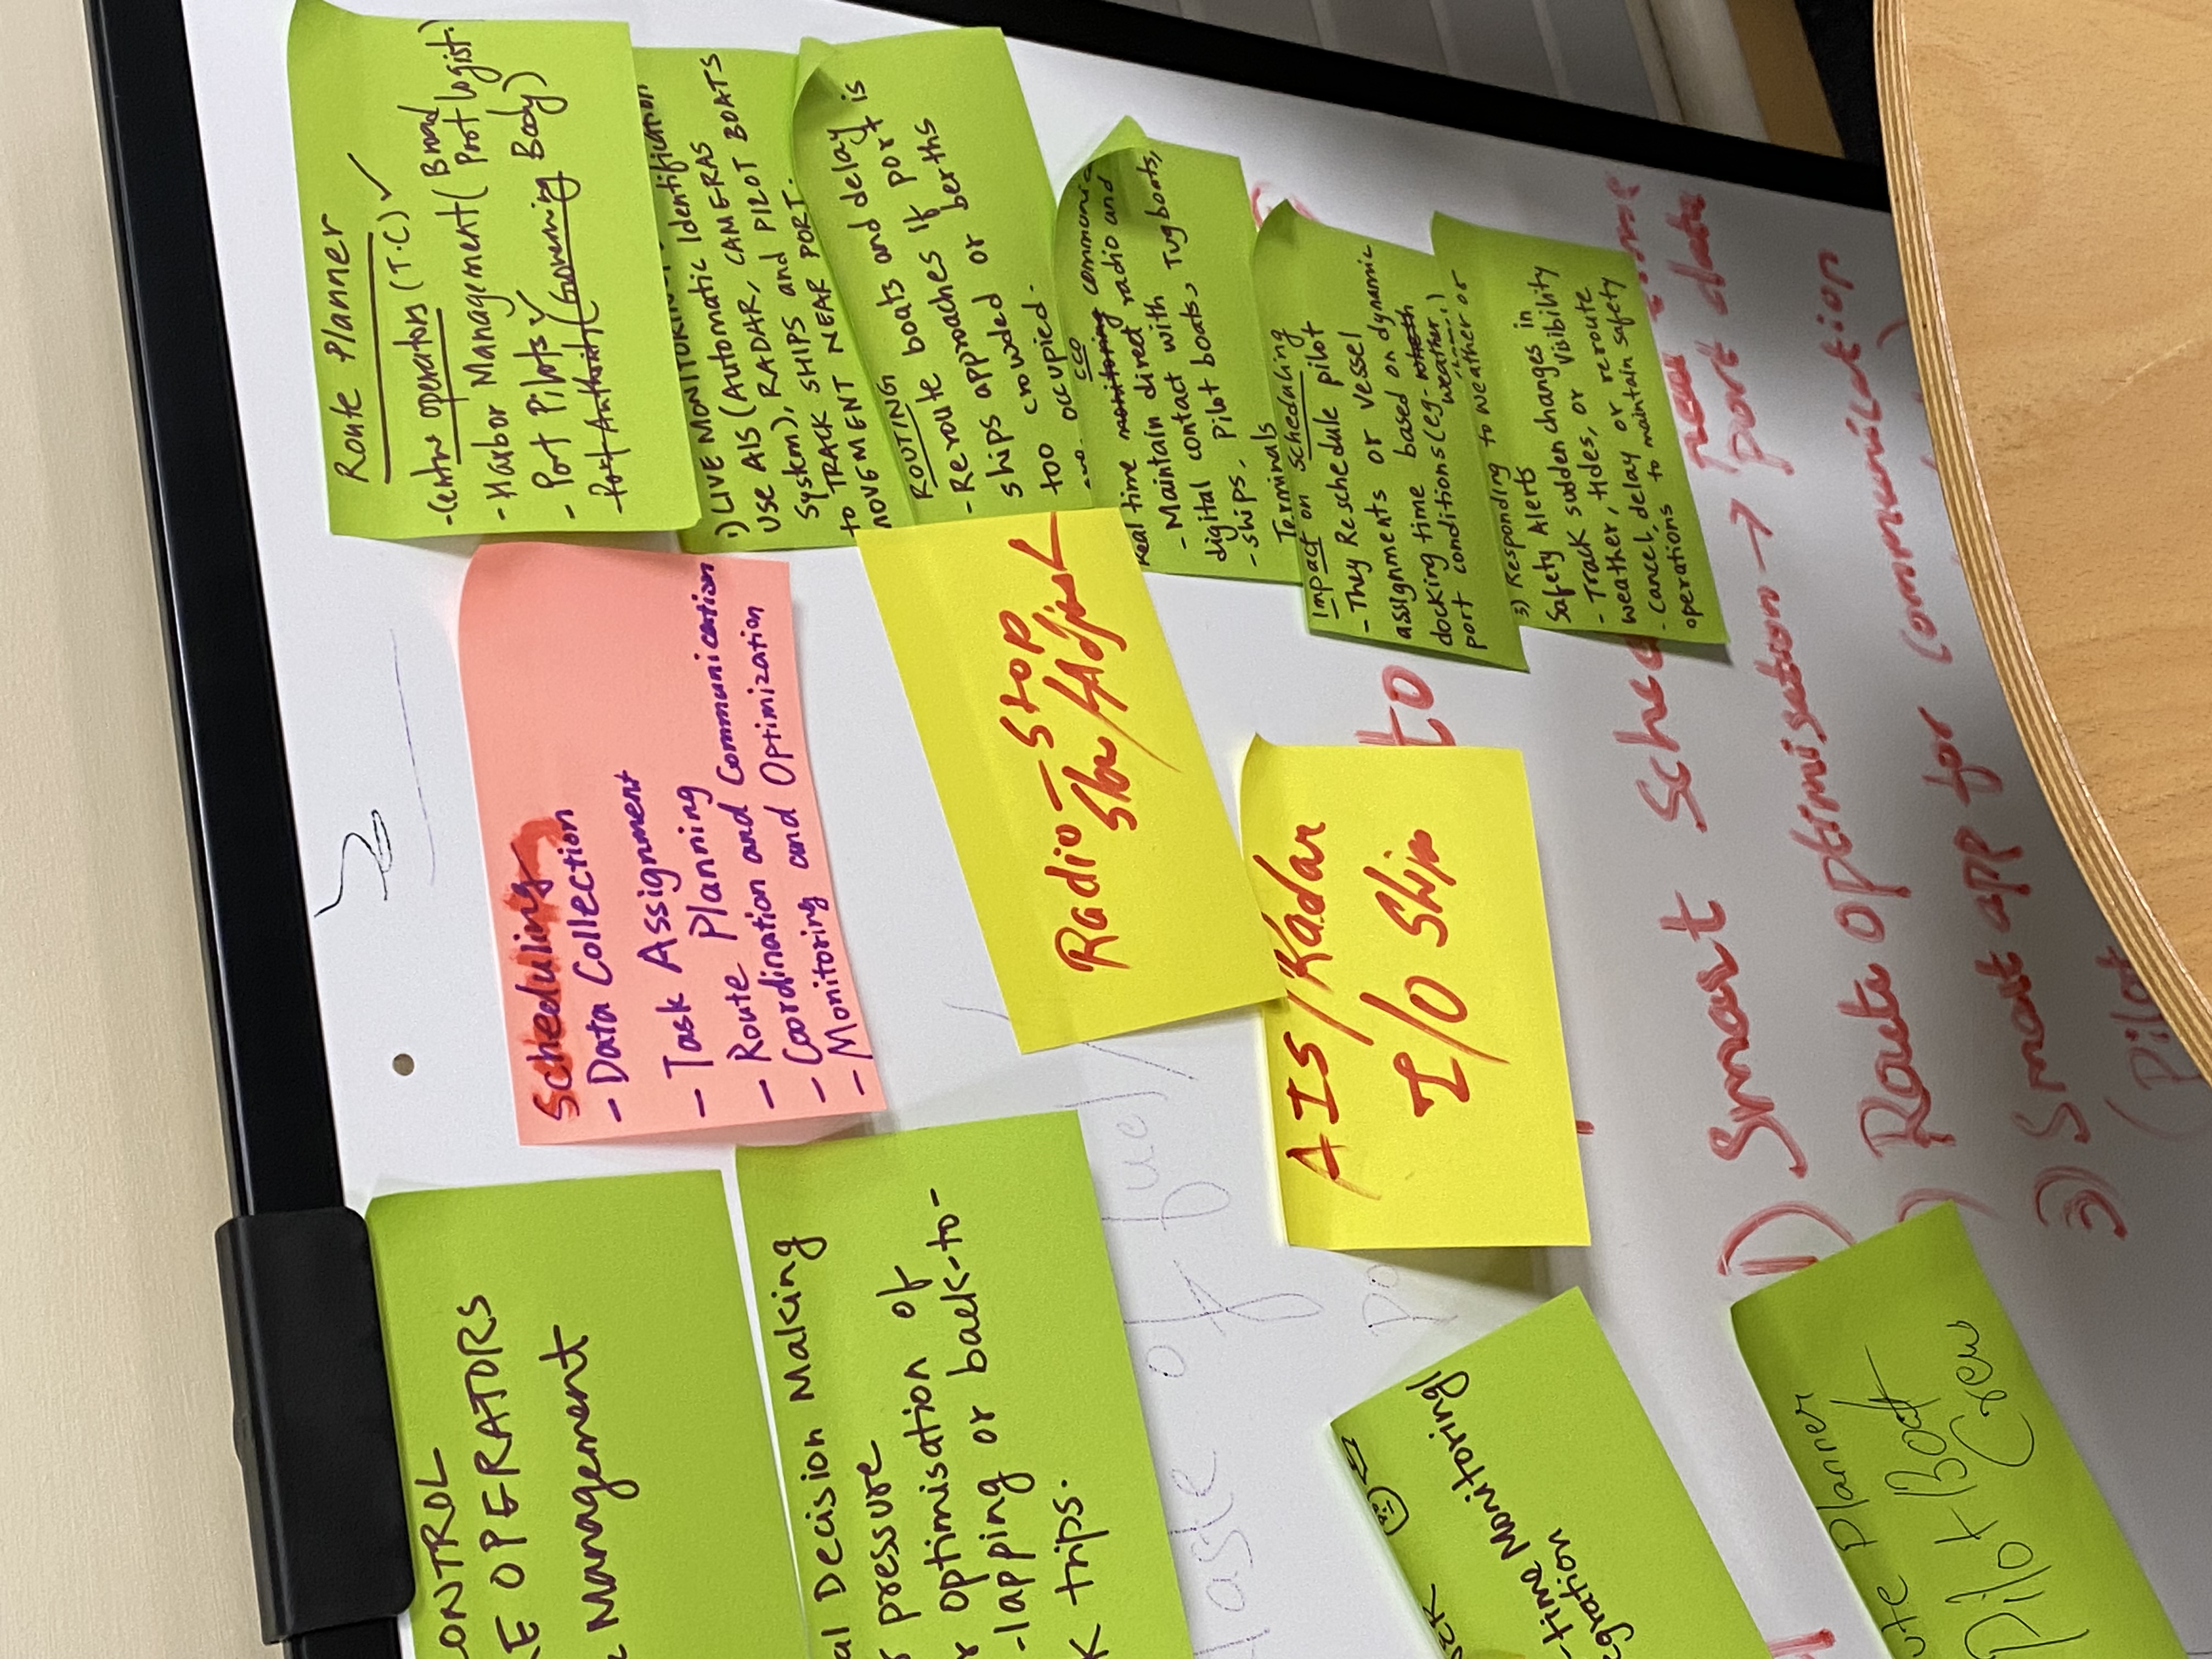 CONTROL
RE OPERATORS
Management
al Decision Making
r pressure
r optimisation of
-lapping or back-to-
k trips.
-time Monitoring/
egration
ute Planner
Pilot Boat
Crew
Scheduling
- Data Collection
- Task Assignment
- Route Planning
- Coordination and Communication
- Monitoring and Optimization
Radio - Stop
Slow/Adjust
AIS/Radar
I/O Ships
Route Planner
- Centre operators (T.C) ✓
- Harbor Management (Broad
Port logist.)
- Port Pilots ✓
- Port Authority (Governing Body)
1) LIVE MONITORING
Use AIS (Automatic Identification
System), RADAR, CAMERAS
to TRACK SHIPS and PILOT BOATS
MOVEMENT NEAR PORT.
ROUTING
- Reroute boats and delay
ships approaches if port is
too crowded or berths
are occupied.
CCO
Real time monitoring communic
- Maintain direct radio and
digital contact with
- ships, Pilot boats, Tugboats,
Terminals
Impact on scheduling
- They Reschedule pilot
assignments or vessel
docking time based on dynamic
port conditions (eg- wheth
weather
3) Responding to weather or
Safety Alerts
- Track sudden changes in
weather, tides, or visibility
- Cancel, delay or reroute
operations to maintain safety
waste of fuel/
to
1) Smart Sche
real time
) Route optimisation → port data
3) Smart app for communication
(Pilot